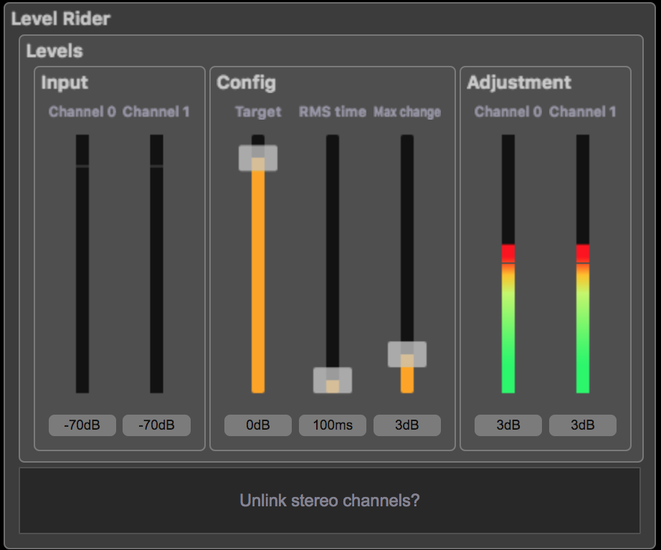 Level Rider
Levels
Input
Config
Adjustment
Channel 0 Channel 1
Target RMS time Max change
Channel 0 Channel 1
-70dB -70dB
0dB 100ms 3dB
3dB 3dB
Unlink stereo channels?